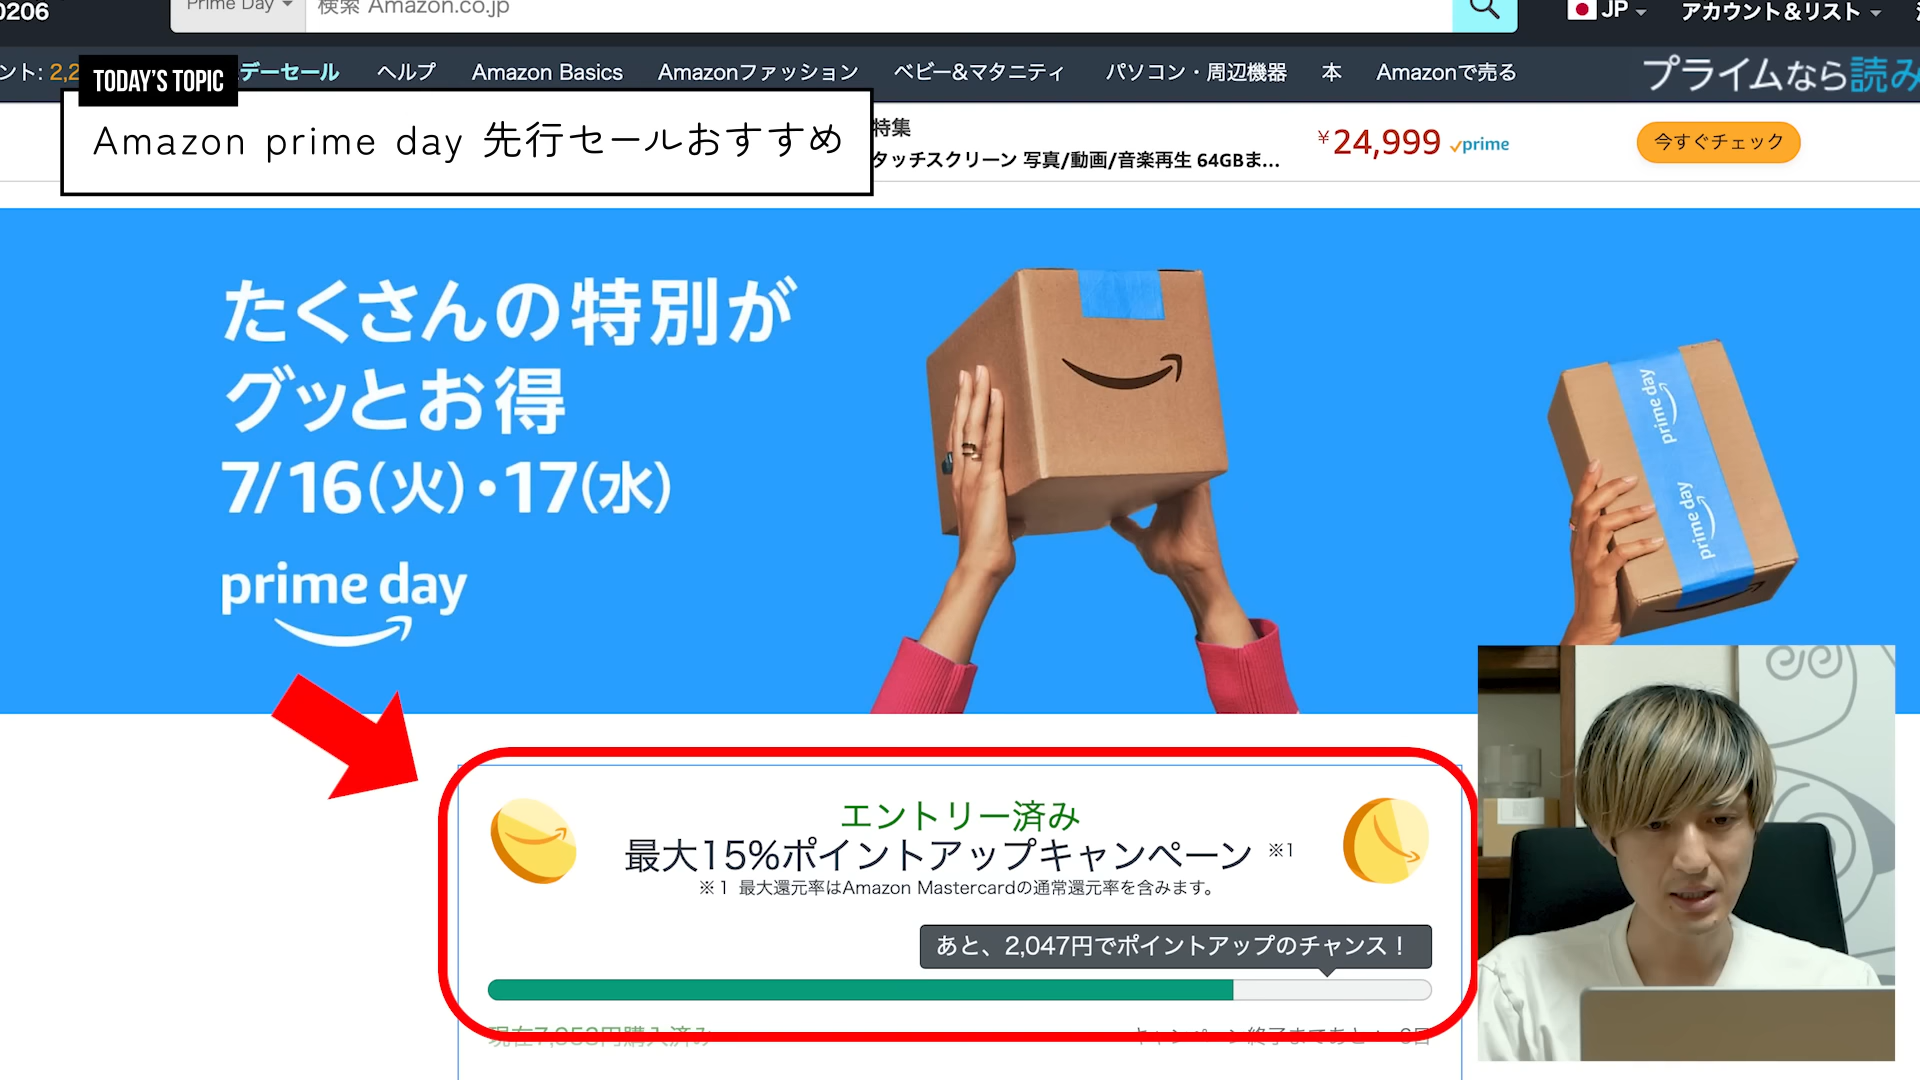 0206
Prime Day
検索 Amazon.co.jp
JP
アカウント&リスト
ント: 2,2
TODAY'S TOPIC
デーセール
ヘルプ
Amazon Basics
Amazonファッション
ベビー&マタニティ
パソコン・周辺機器
本
Amazonで売る
プライムなら読み
Amazon prime day 先行セールおすすめ
特集
タッチスクリーン 写真/動画/音楽再生 64GBま...
¥24,999 prime
今すぐチェック
たくさんの特別が
グッとお得
7/16(火)・17(水)
prime day
prime day
prime day
エントリー済み
最大15%ポイントアップキャンペーン ※1
※1 最大還元率はAmazon Mastercardの通常還元率を含みます。
あと、2,047円でポイントアップのチャンス！